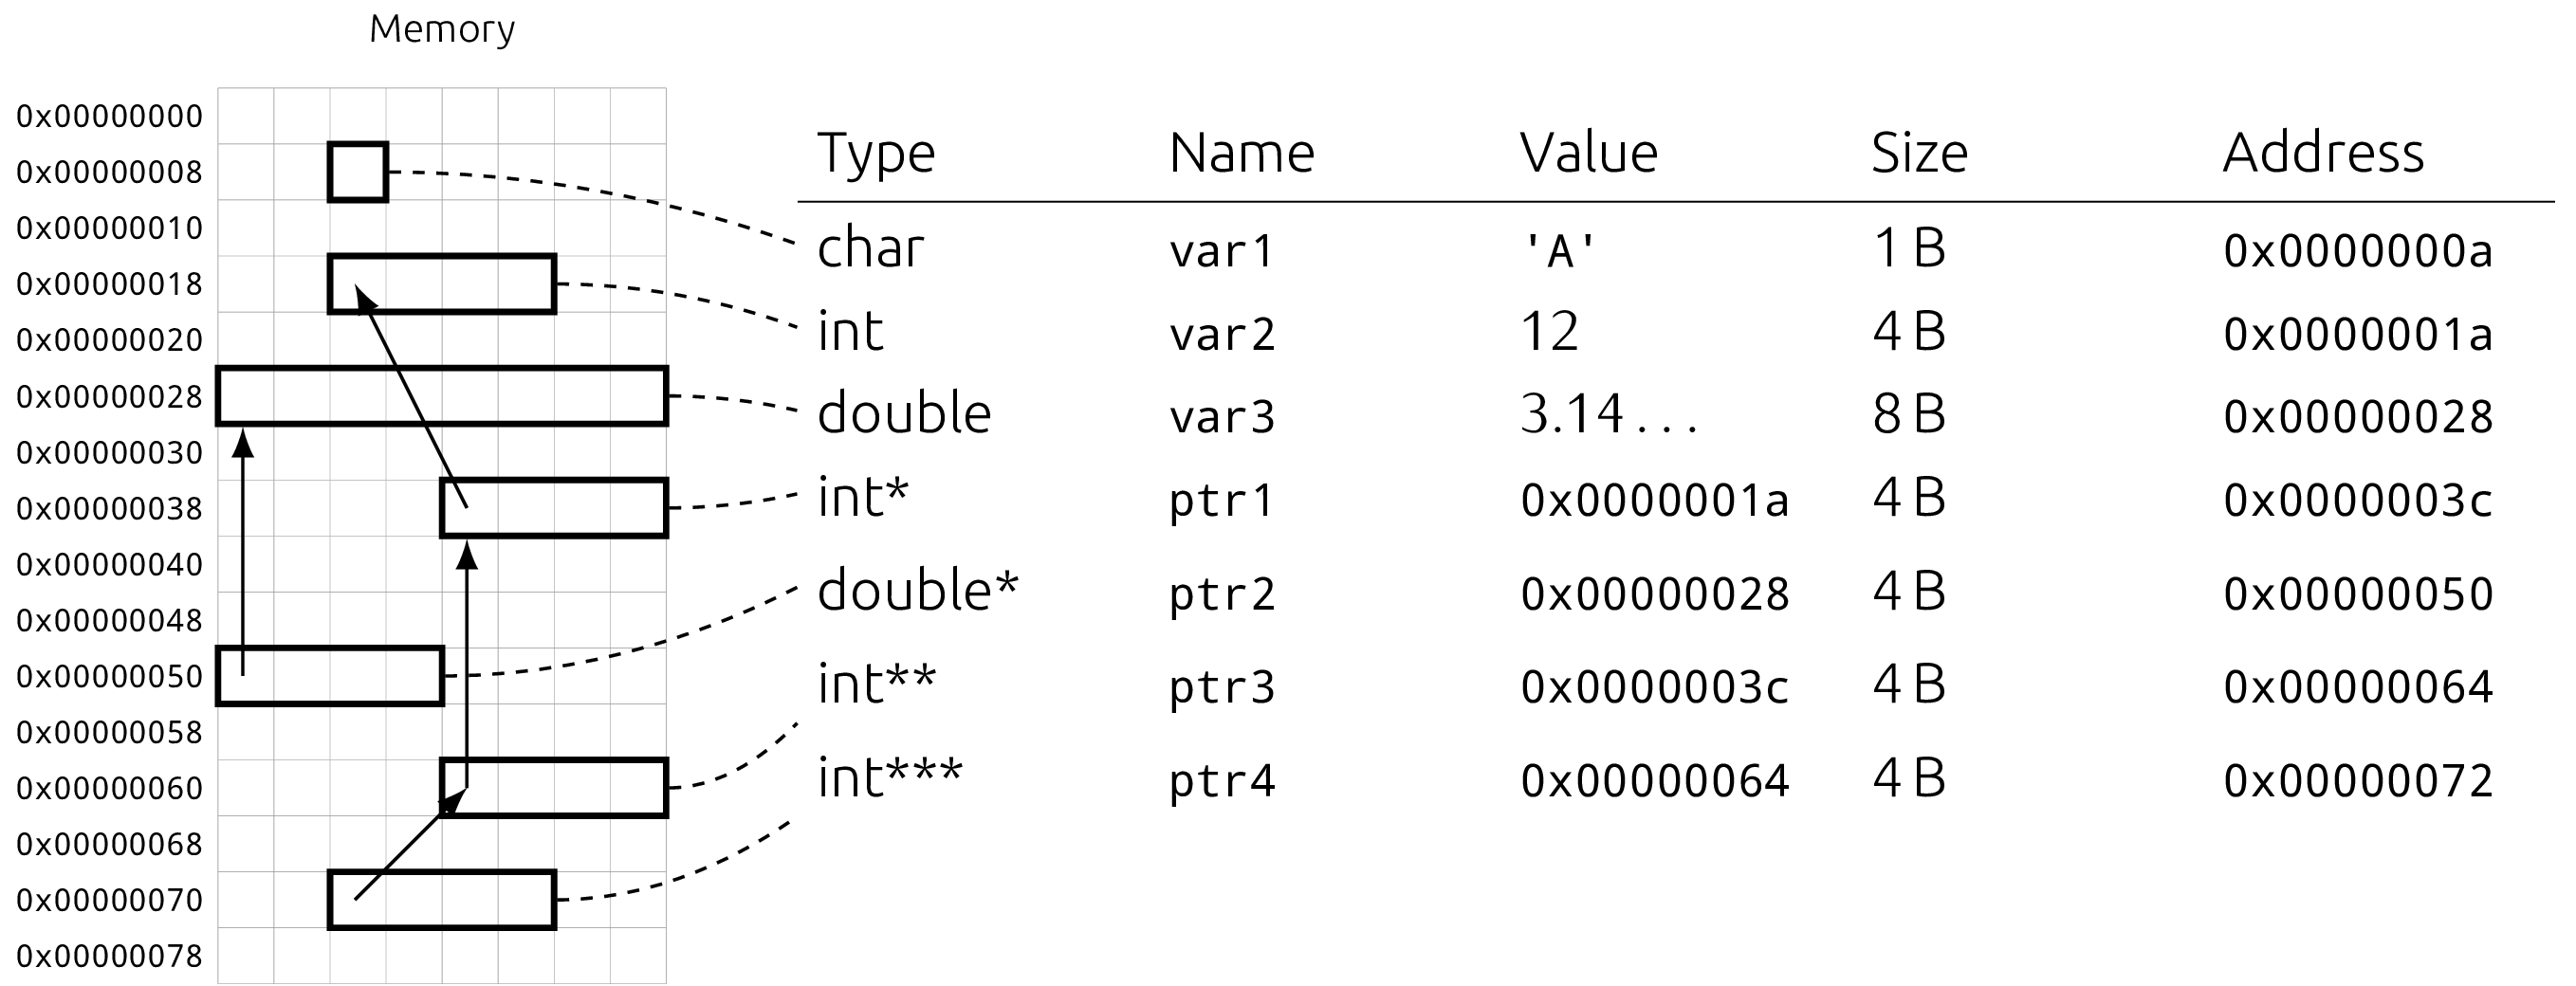 Memory
0x00000000
0x00000008
0x00000010
0x00000018
0x00000020
0x00000028
0x00000030
0x00000038
0x00000040
0x00000048
0x00000050
0x00000058
0x00000060
0x00000068
0x00000070
0x00000078
Type Name Value Size Address
char var1 'A' 1 B 0x0000000a
int var2 12 4 B 0x0000001a
double var3 3.14 . . . 8 B 0x00000028
int* ptr1 0x0000001a 4 B 0x0000003c
double* ptr2 0x00000028 4 B 0x00000050
int** ptr3 0x0000003c 4 B 0x00000064
int*** ptr4 0x00000064 4 B 0x00000072